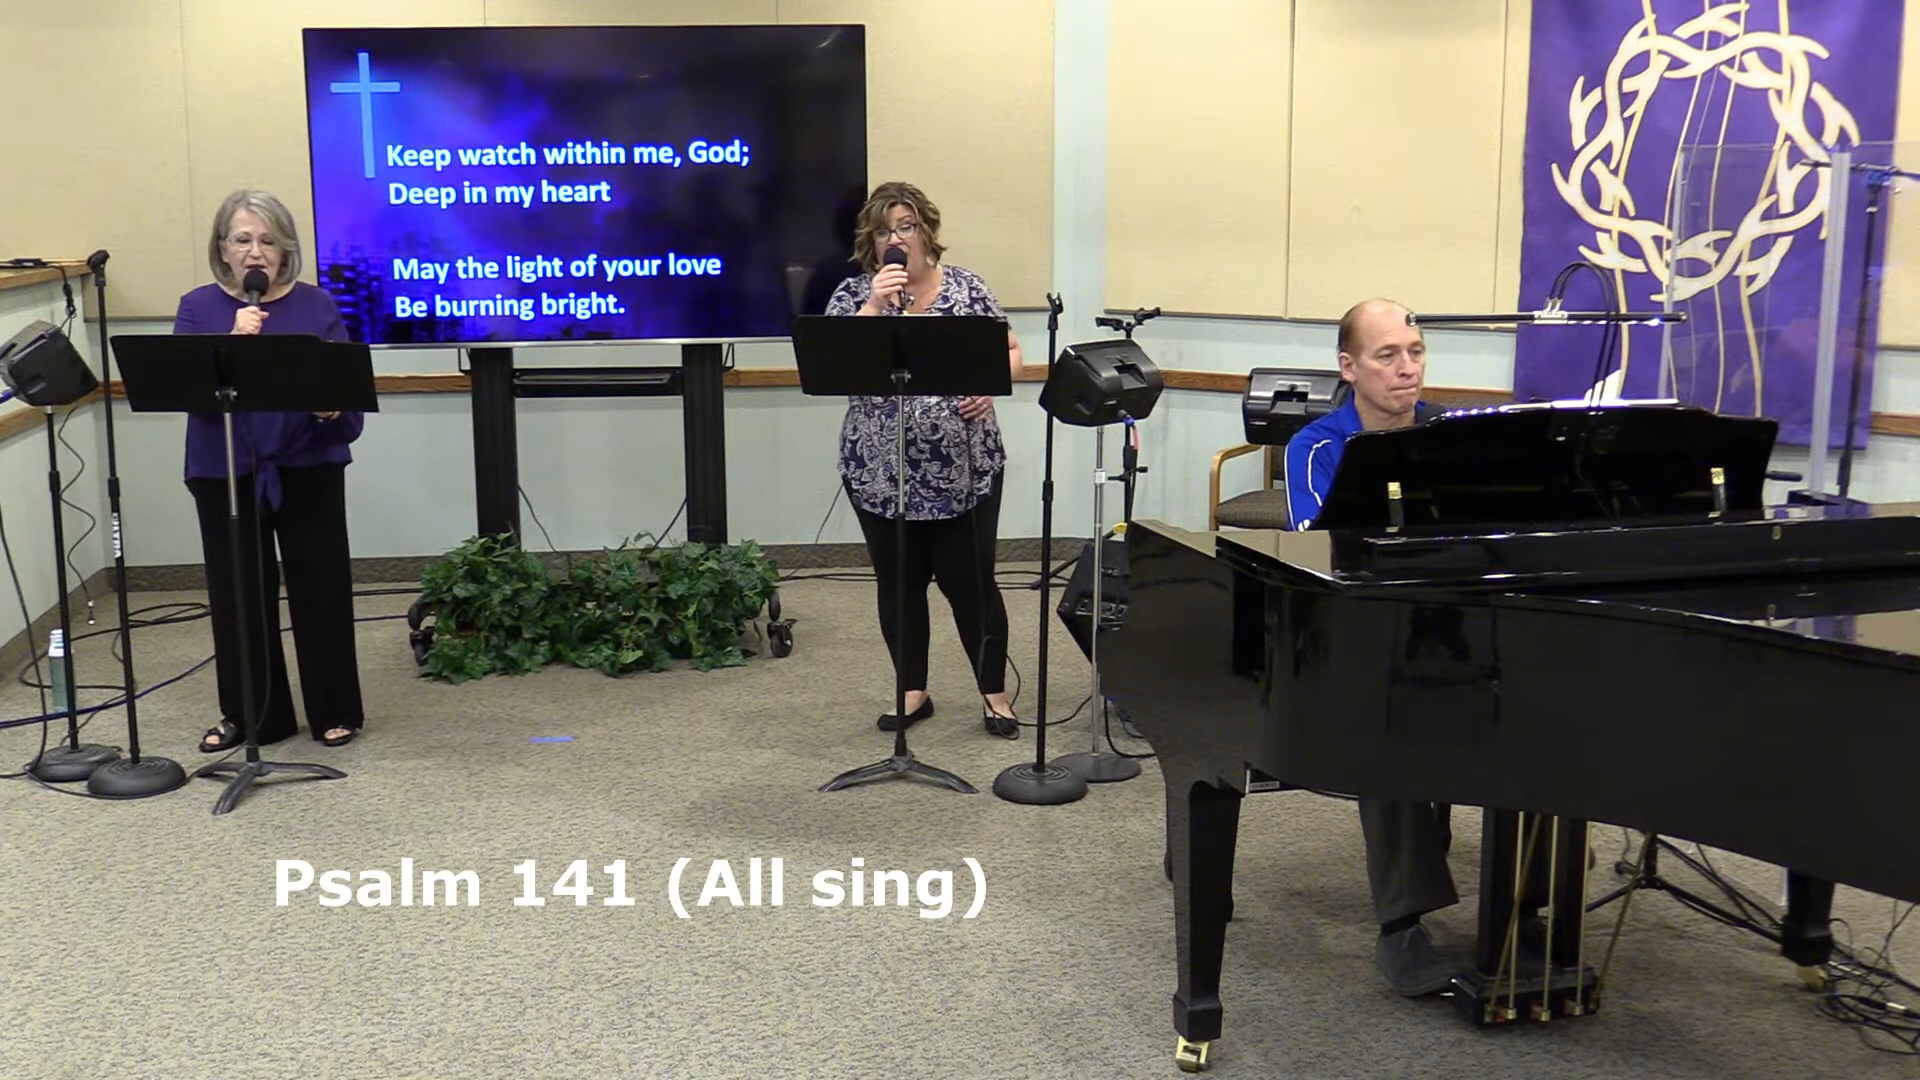 Keep watch within me, God;
Deep in my heart
May the light of your love
Be burning bright.
Psalm 141 (All sing)